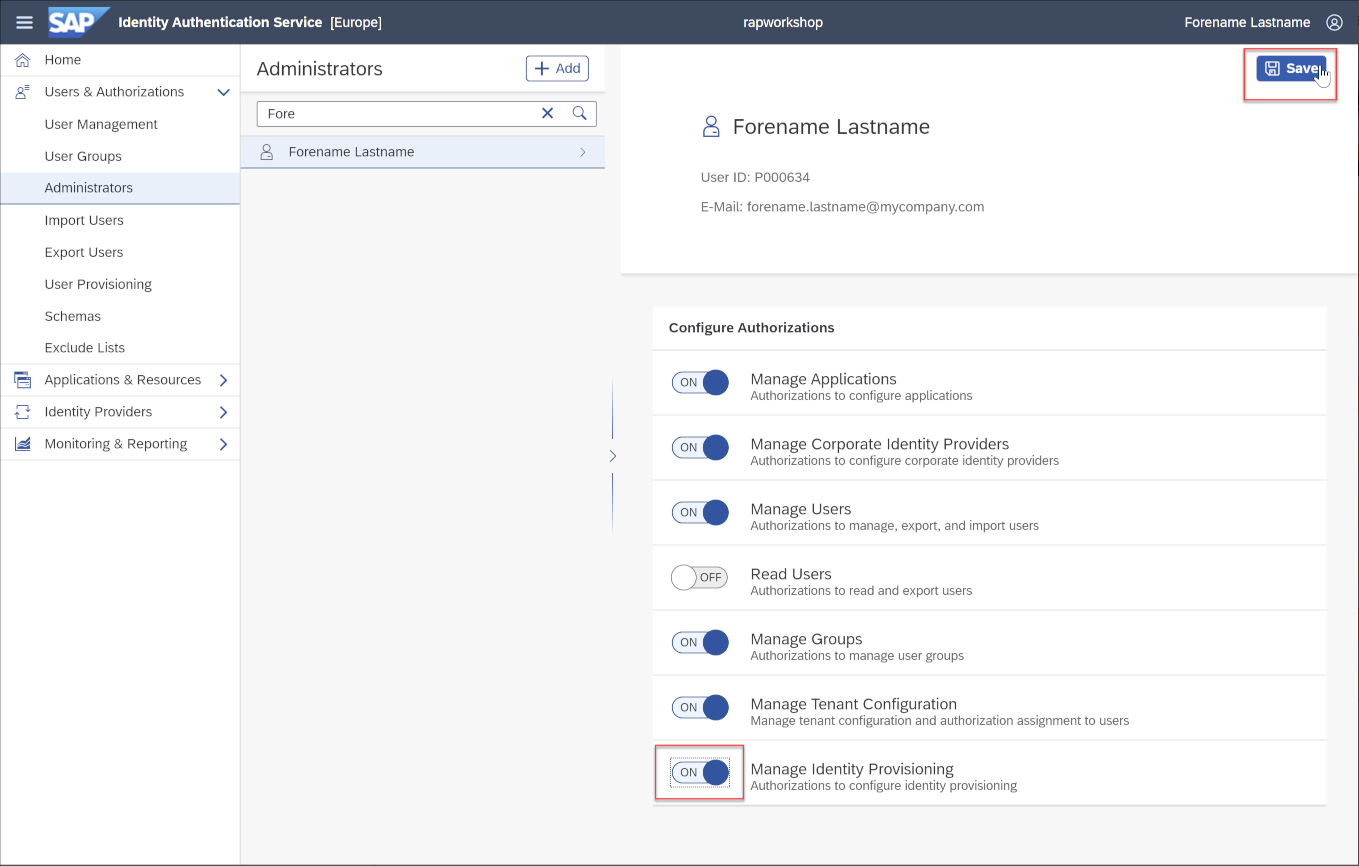 SAP Identity Authentication Service [Europe]
rapworkshop
Forename Lastname
Home
Users & Authorizations
User Management
User Groups
Administrators
Import Users
Export Users
User Provisioning
Schemas
Exclude Lists
Applications & Resources
Identity Providers
Monitoring & Reporting
Administrators
Add
Fore
Forename Lastname
Save
Forename Lastname
User ID: P000634
E-Mail: forename.lastname@mycompany.com
Configure Authorizations
ON
Manage Applications
Authorizations to configure applications
ON
Manage Corporate Identity Providers
Authorizations to configure corporate identity providers
ON
Manage Users
Authorizations to manage, export, and import users
OFF
Read Users
Authorizations to read and export users
ON
Manage Groups
Authorizations to manage user groups
ON
Manage Tenant Configuration
Manage tenant configuration and authorization assignment to users
ON
Manage Identity Provisioning
Authorizations to configure identity provisioning